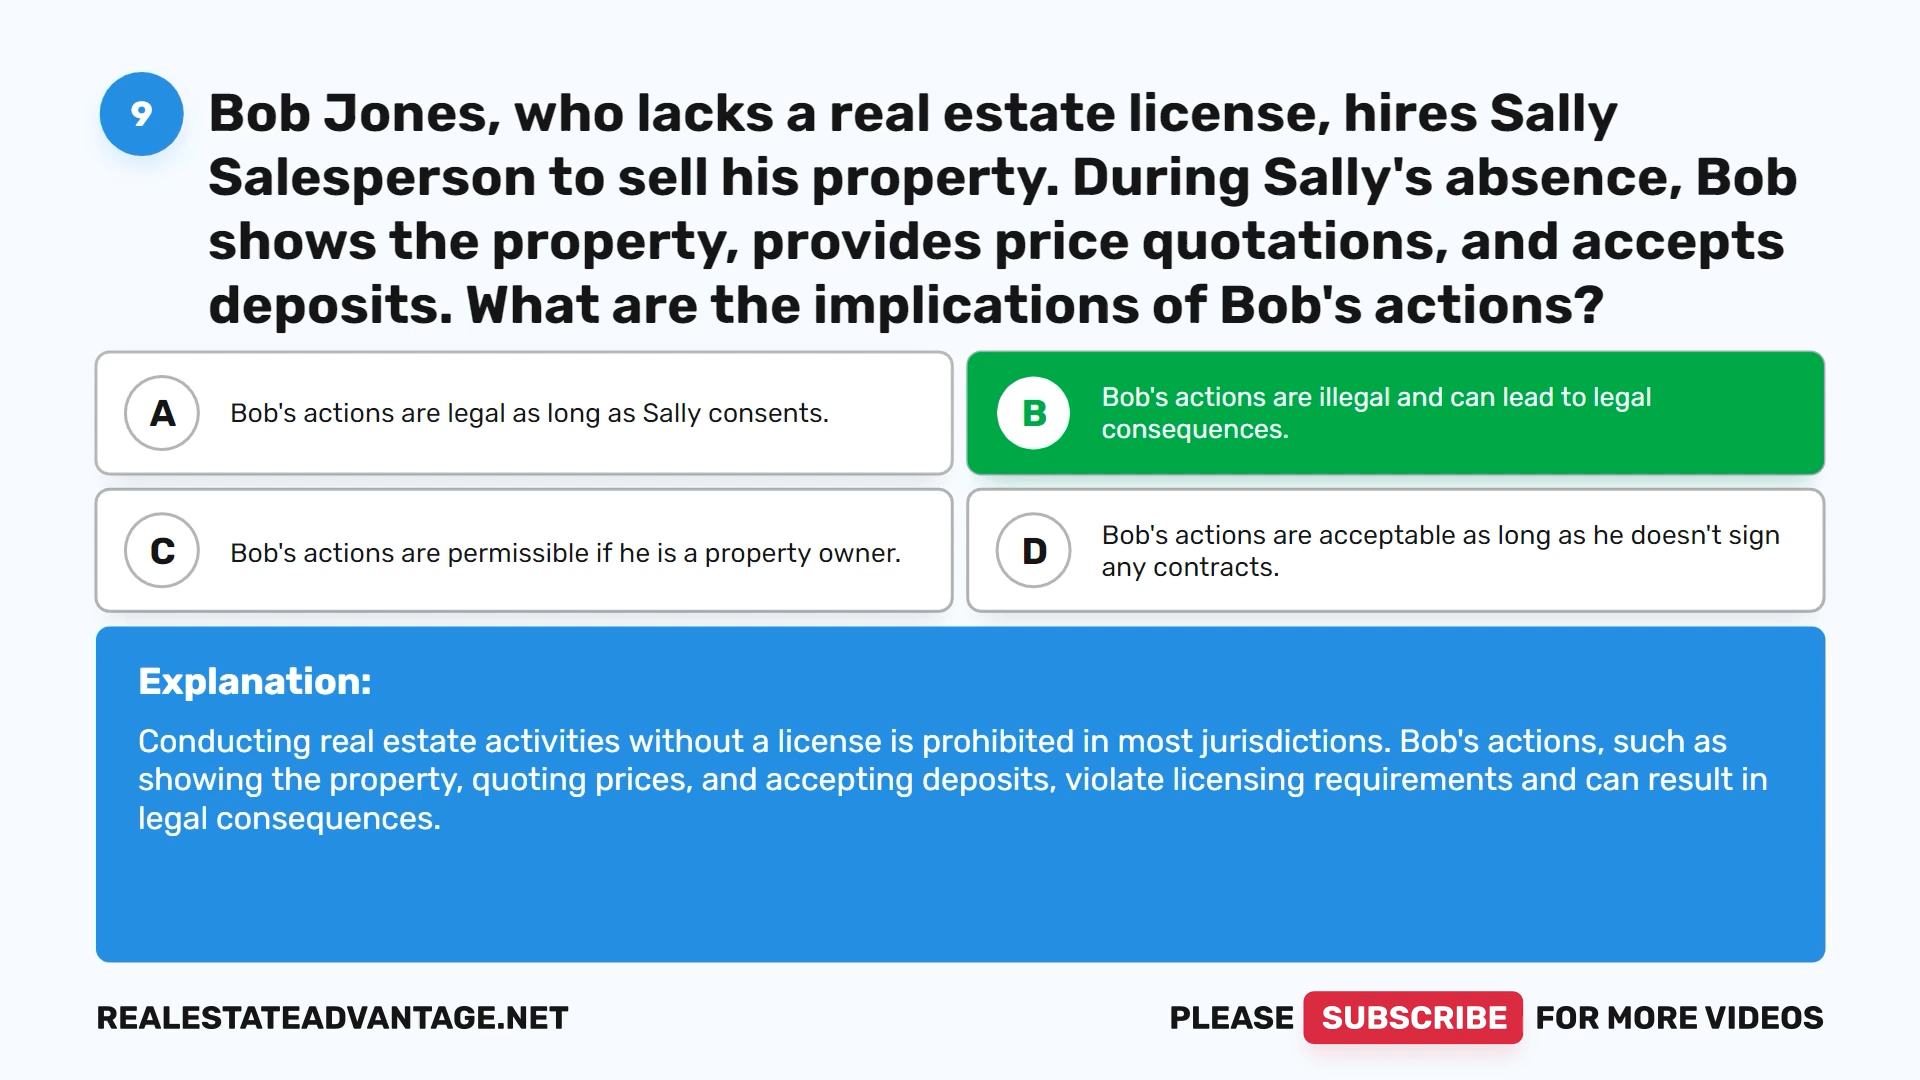 9
Bob Jones, who lacks a real estate license, hires Sally
Salesperson to sell his property. During Sally's absence, Bob
shows the property, provides price quotations, and accepts
deposits. What are the implications of Bob's actions?
A
Bob's actions are legal as long as Sally consents.
B
Bob's actions are illegal and can lead to legal
consequences.
C
Bob's actions are permissible if he is a property owner.
D
Bob's actions are acceptable as long as he doesn't sign
any contracts.
Explanation:
Conducting real estate activities without a license is prohibited in most jurisdictions. Bob's actions, such as
showing the property, quoting prices, and accepting deposits, violate licensing requirements and can result in
legal consequences.
REALESTATEADVANTAGE.NET
PLEASE SUBSCRIBE FOR MORE VIDEOS